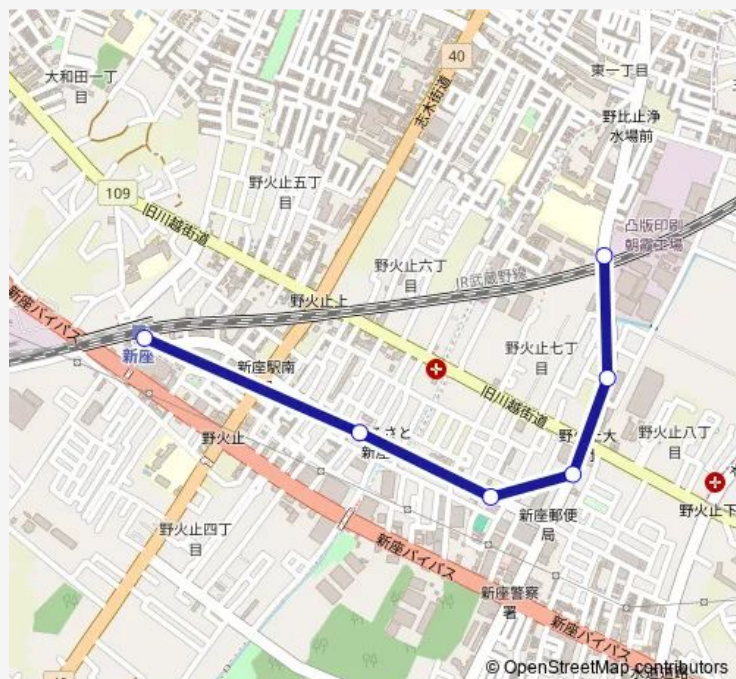 40
大和田一丁
目
東一丁目
志木街道
野比止浄
水場前
野火止五丁
目
109
旧川越街道
凸版印刷
朝霞工場
野火止六丁
目
JR武蔵野線
新座バイパス
野火止上
新座
新座駅南
野火止七丁
目
旧川越街道
野火止
野火止八丁
目
新座郵便
局
野火止下
野火止四丁
目
新座バイパス
新座警察
署
新座バイパス
© OpenStreetMap contributors